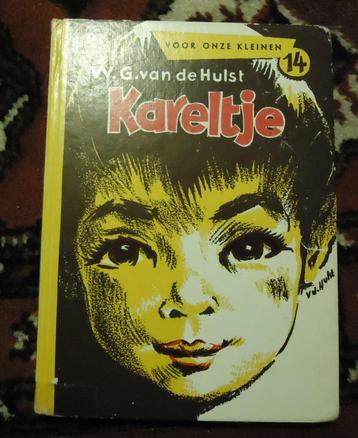 VOOR ONZE KLEINEN
14
W. G. van de Hulst
Kareltje
v.d. Hulst